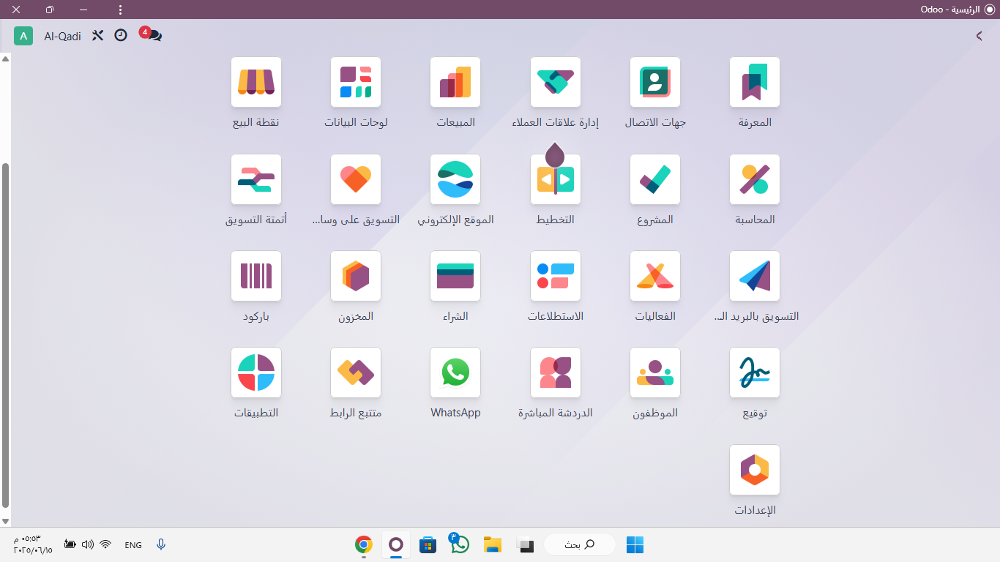 الرئيسية - Odoo
4
Al-Qadi
A
المعرفة
جهات الاتصال
إدارة علاقات العملاء
المبيعات
لوحات البيانات
نقطة البيع
المحاسبة
المشروع
التخطيط
الموقع الإلكتروني
التسويق على وسا...
أتمتة التسويق
التسويق بالبريد الـ...
الفعاليات
الاستطلاعات
الشراء
المخزون
باركود
توقيع
الموظفون
الدردشة المباشرة
WhatsApp
متتبع الرابط
التطبيقات
الإعدادات
بحث
٣
ENG
٠٥:٥٣ م
٢٠٢٥/٠٦/١٥